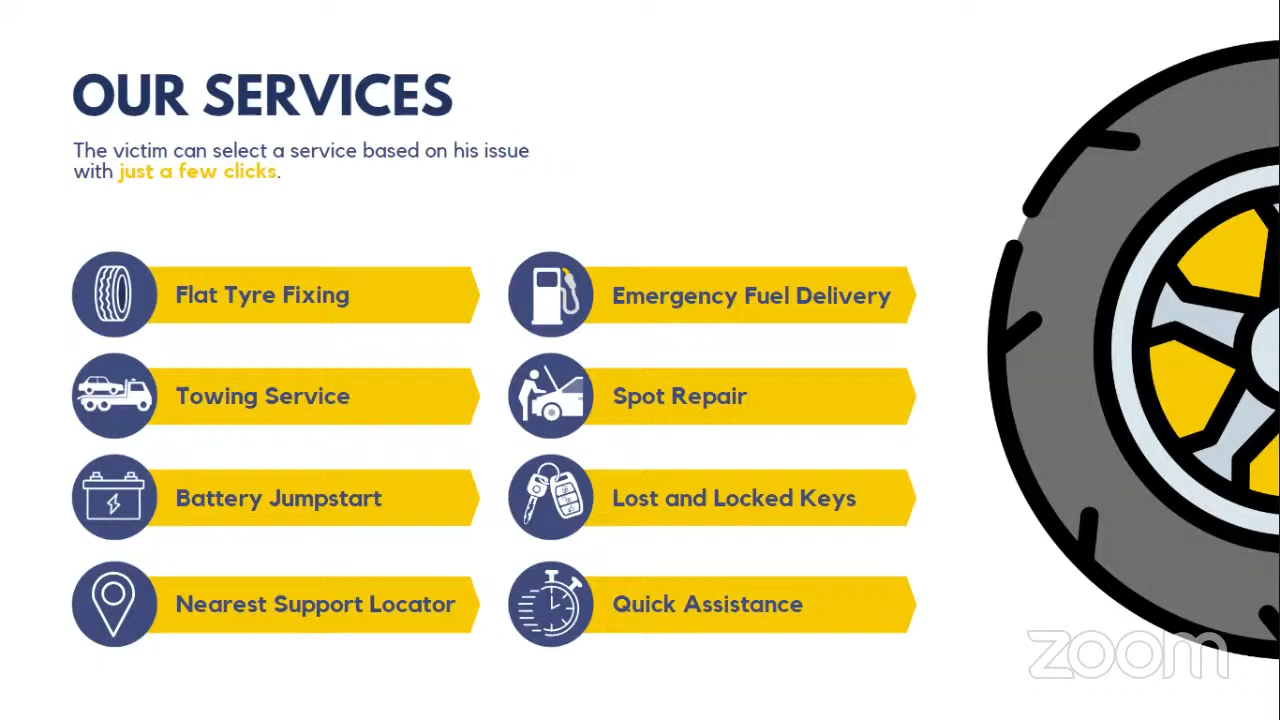 OUR SERVICES
The victim can select a service based on his issue
with just a few clicks.
Flat Tyre Fixing
Emergency Fuel Delivery
Towing Service
Spot Repair
Battery Jumpstart
Lost and Locked Keys
Nearest Support Locator
Quick Assistance
zoom